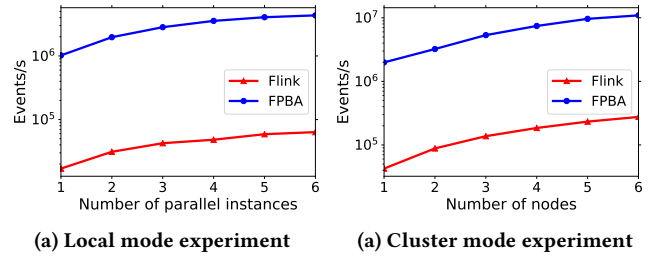 Events/s
10^6
10^5
Flink
FPBA
1 2 3 4 5 6
Number of parallel instances
(a) Local mode experiment
Events/s
10^7
10^6
10^5
Flink
FPBA
1 2 3 4 5 6
Number of nodes
(a) Cluster mode experiment